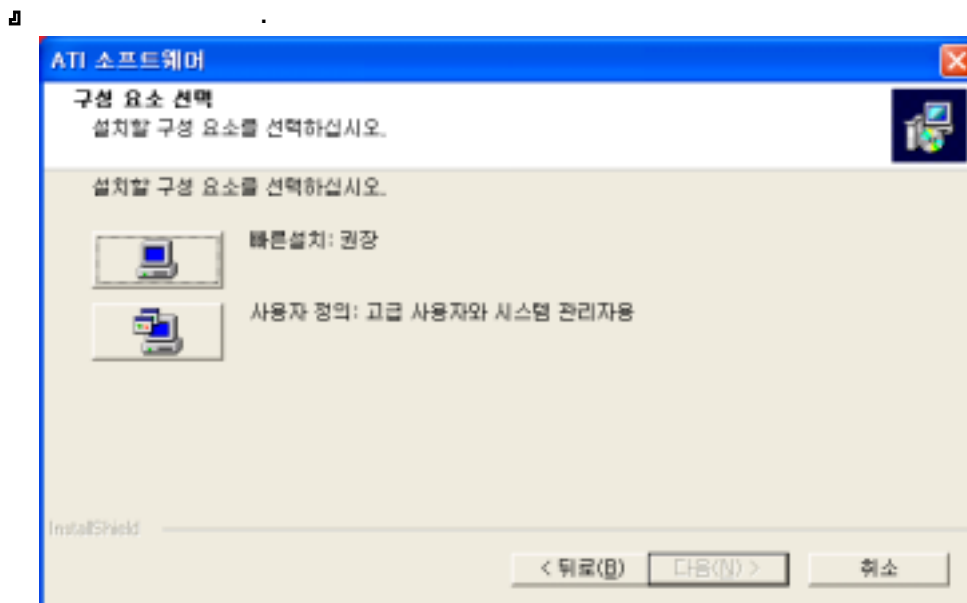 ATI 소프트웨어
구성 요소 선택
설치할 구성 요소를 선택하십시오.
설치할 구성 요소를 선택하십시오.
빠른설치: 권장
사용자 정의: 고급 사용자와 시스템 관리자용
InstallShield
< 뒤로(B)
다음(N) >
취소